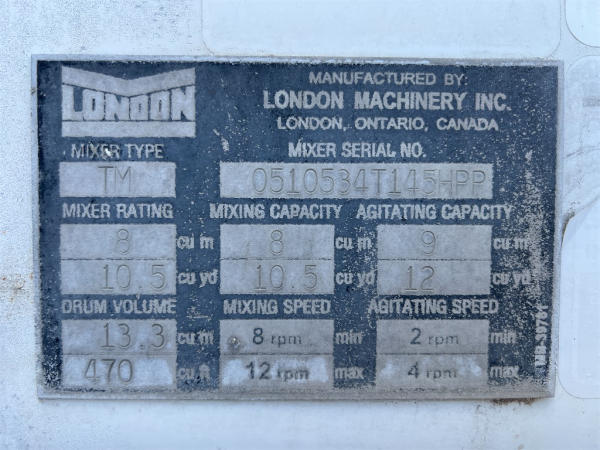 LONDON
MANUFACTURED BY
LONDON MACHINERY INC.
LONDON, ONTARIO, CANADA
MIXER TYPE MIXER SERIAL NO.
TM 0510534T145HPP
MIXER RATING MIXING CAPACITY AGITATING CAPACITY
8 cu m 8 cu m 9 cu m
10.5 cu yd 10.5 cu yd 12 cu yd
DRUM VOLUME MIXING SPEED AGITATING SPEED
13.3 cu m 8 rpm min 2 rpm min
470 cu ft 12 rpm max 4 rpm max